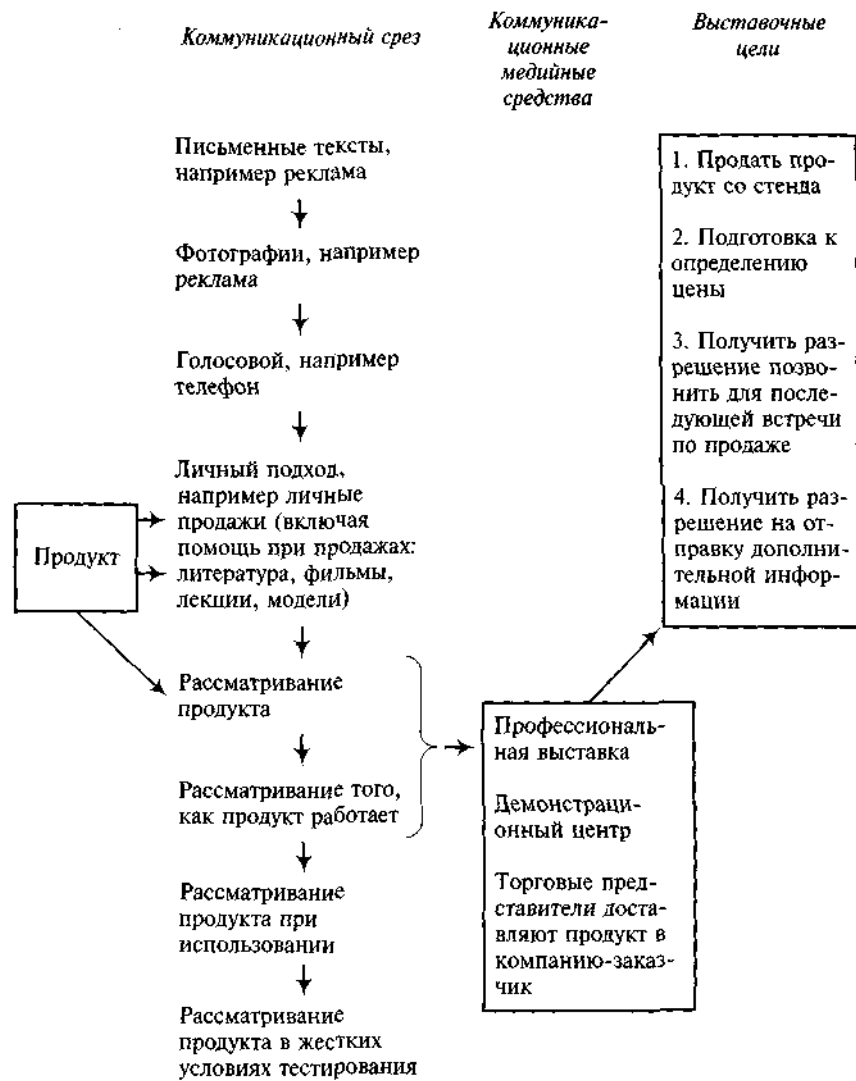 Коммуникационный срез
Коммуника-
ционные
медийные
средства
Выставочные
цели
Письменные тексты,
например реклама
Фотографии, например
реклама
Голосовой, например
телефон
Личный подход,
например личные
продажи (включая
помощь при продажах:
литература, фильмы,
лекции, модели)
Продукт
Рассматривание
продукта
Рассматривание того,
как продукт работает
Рассматривание
продукта при
использовании
Рассматривание
продукта в жестких
условиях тестирования
Профессиональ-
ная выставка
Демонстраци-
онный центр
Торговые пред-
ставители доста-
вляют продукт в
компанию-заказ-
чик
1. Продать про-
дукт со стенда
2. Подготовка к
определению
цены
3. Получить раз-
решение позво-
нить для после-
дующей встречи
по продаже
4. Получить раз-
решение на от-
правку дополни-
тельной инфор-
мации